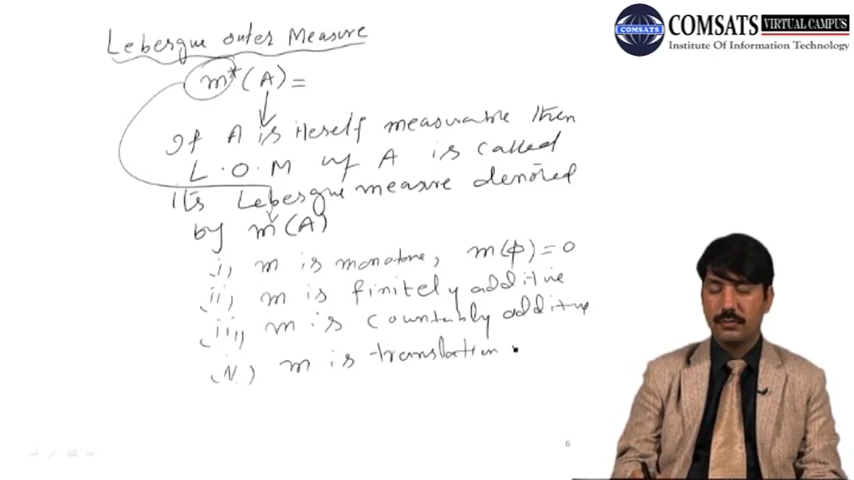 COMSATS VIRTUAL CAMPUS
Institute Of Information Technology
Lebesgue outer Measure
m*(A) =
If A is itself measurable then
L.O.M of A is called
its Lebesgue measure denoted
by m(A)
i, m is monotone, m(ϕ) = 0
ii, m is finitely additive
iii, m is countably additive
iv) m is translation
6